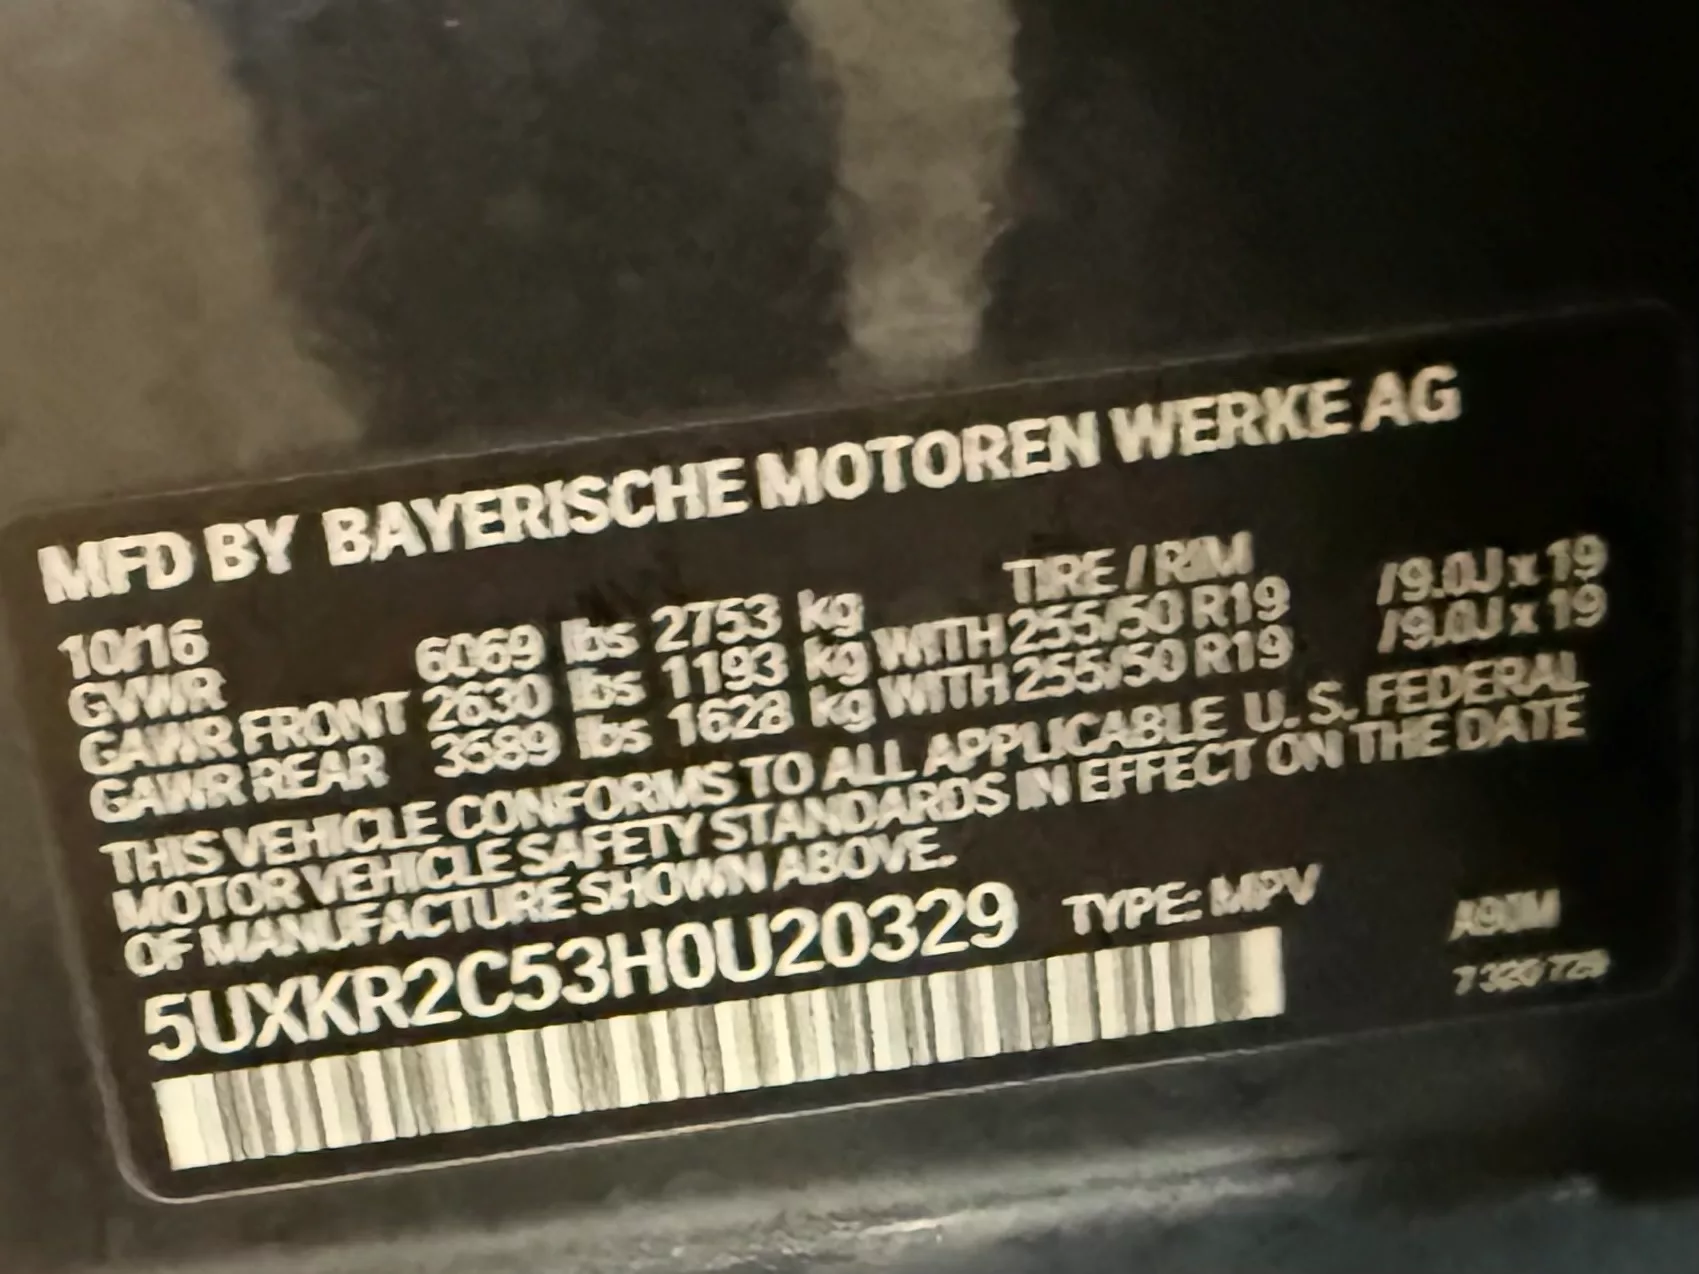 MFD BY BAYERISCHE MOTOREN WERKE AG
10/16 TIRE / RIM
GVWR 6069 lbs 2753 kg
GAWR FRONT 2630 lbs 1193 kg WITH 255/50 R19 /9.0J x 19
GAWR REAR 3589 lbs 1628 kg WITH 255/50 R19 /9.0J x 19
THIS VEHICLE CONFORMS TO ALL APPLICABLE U. S. FEDERAL
MOTOR VEHICLE SAFETY STANDARDS IN EFFECT ON THE DATE
OF MANUFACTURE SHOWN ABOVE.
5UXKR2C53H0U20329 TYPE: MPV
A90M